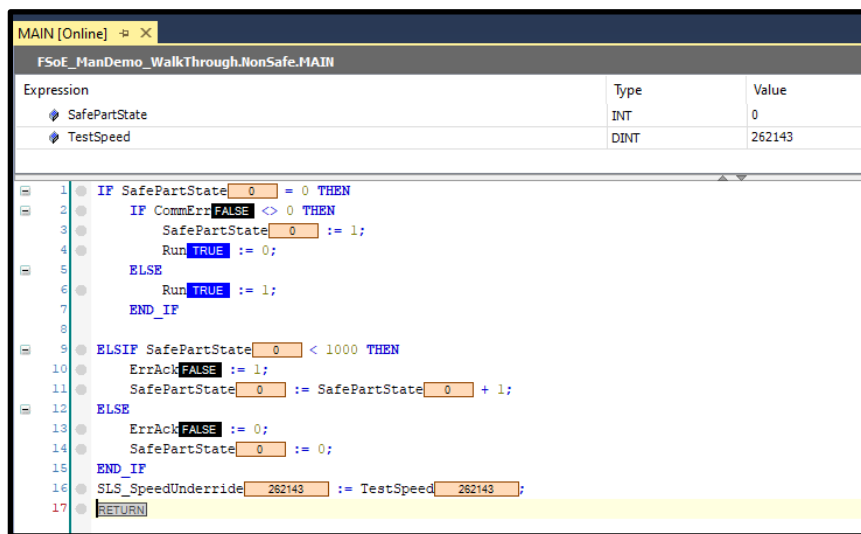 MAIN [Online]
FSoE_ManDemo_WalkThrough.NonSafe.MAIN
Expression Type Value
SafePartState INT 0
TestSpeed DINT 262143
1 IF SafePartState 0 = 0 THEN
2 IF CommErr FALSE <> 0 THEN
3 SafePartState 0 := 1;
4 Run TRUE := 0;
5 ELSE
6 Run TRUE := 1;
7 END_IF
8
9 ELSIF SafePartState 0 < 1000 THEN
10 ErrAck FALSE := 1;
11 SafePartState 0 := SafePartState 0 + 1;
12 ELSE
13 ErrAck FALSE := 0;
14 SafePartState 0 := 0;
15 END_IF
16 SLS_SpeedUnderride 262143 := TestSpeed 262143 ;
17 RETURN